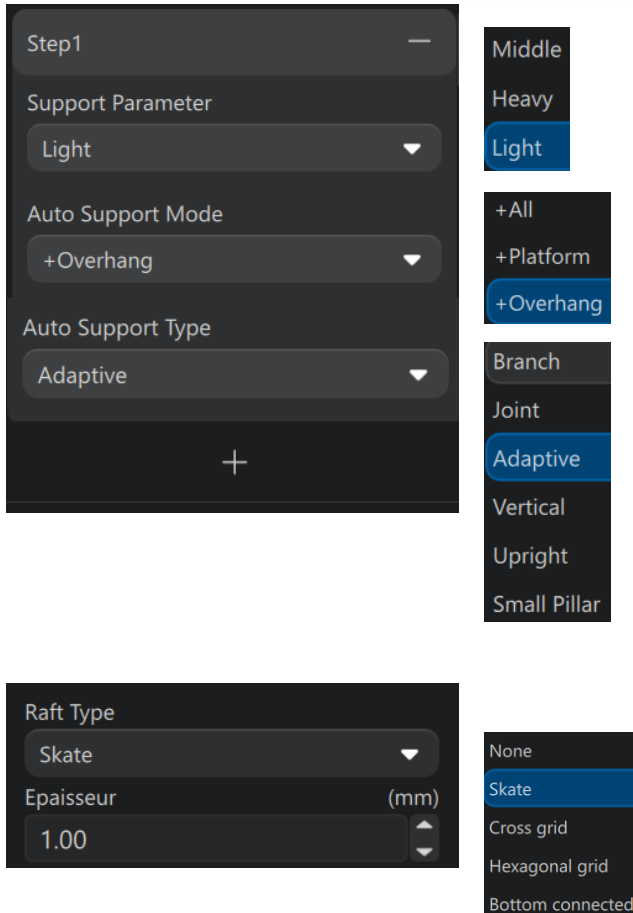 Step1
Support Parameter
Light
Auto Support Mode
+Overhang
Auto Support Type
Adaptive
+
Middle
Heavy
Light
+All
+Platform
+Overhang
Branch
Joint
Adaptive
Vertical
Upright
Small Pillar
Raft Type
Skate
Epaisseur (mm)
1.00
None
Skate
Cross grid
Hexagonal grid
Bottom connected